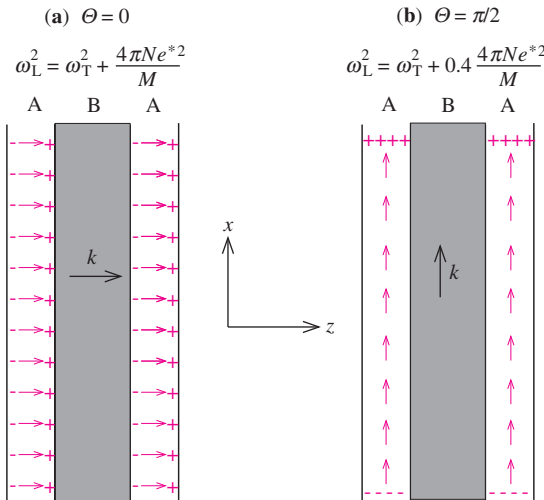 (a) Θ = 0
ω_L^2 = ω_T^2 + 4πNe*^2/M
A B A
k
x
z
(b) Θ = π/2
ω_L^2 = ω_T^2 + 0.4 4πNe*^2/M
A B A
++++ ++++
k
---- ----